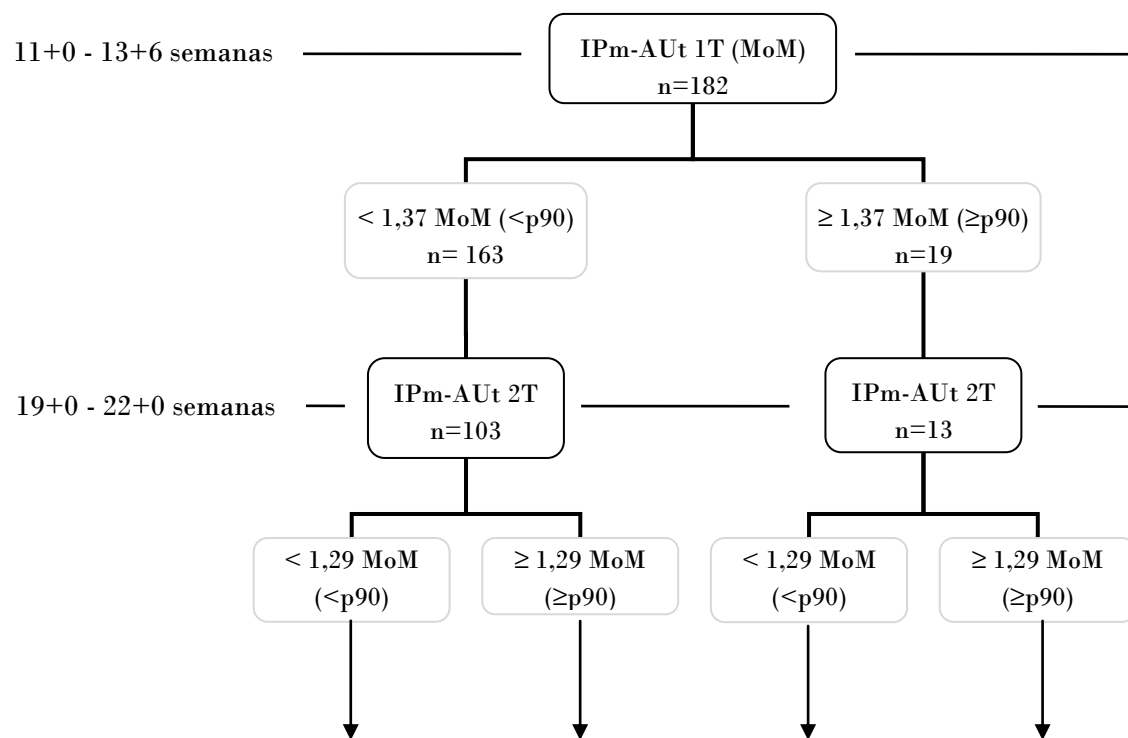 11+0 - 13+6 semanas
IPm-AUt 1T (MoM)
n=182
< 1,37 MoM (<p90)
n= 163
≥ 1,37 MoM (≥p90)
n=19
19+0 - 22+0 semanas
IPm-AUt 2T
n=103
IPm-AUt 2T
n=13
< 1,29 MoM
(<p90)
≥ 1,29 MoM
(≥p90)
< 1,29 MoM
(<p90)
≥ 1,29 MoM
(≥p90)